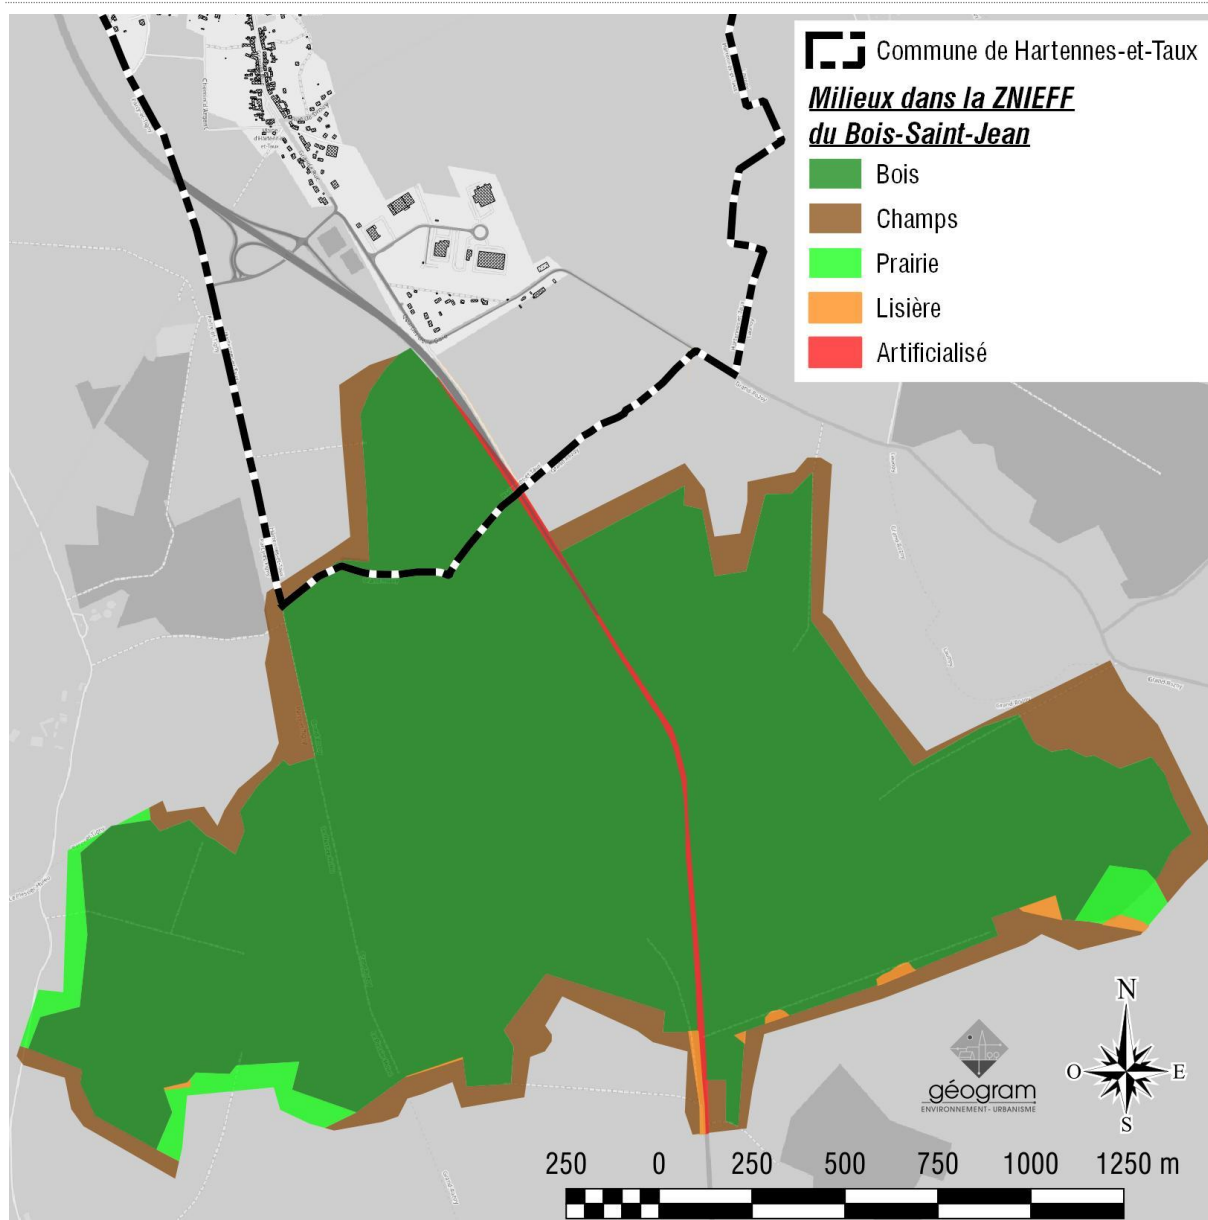 Commune de Hartennes-et-Taux
Milieux dans la ZNIEFF
du Bois-Saint-Jean
Bois
Champs
Prairie
Lisière
Artificialisé
N
O
E
S
géogram
ENVIRONNEMENT - URBANISME
250 0 250 500 750 1000 1250 m